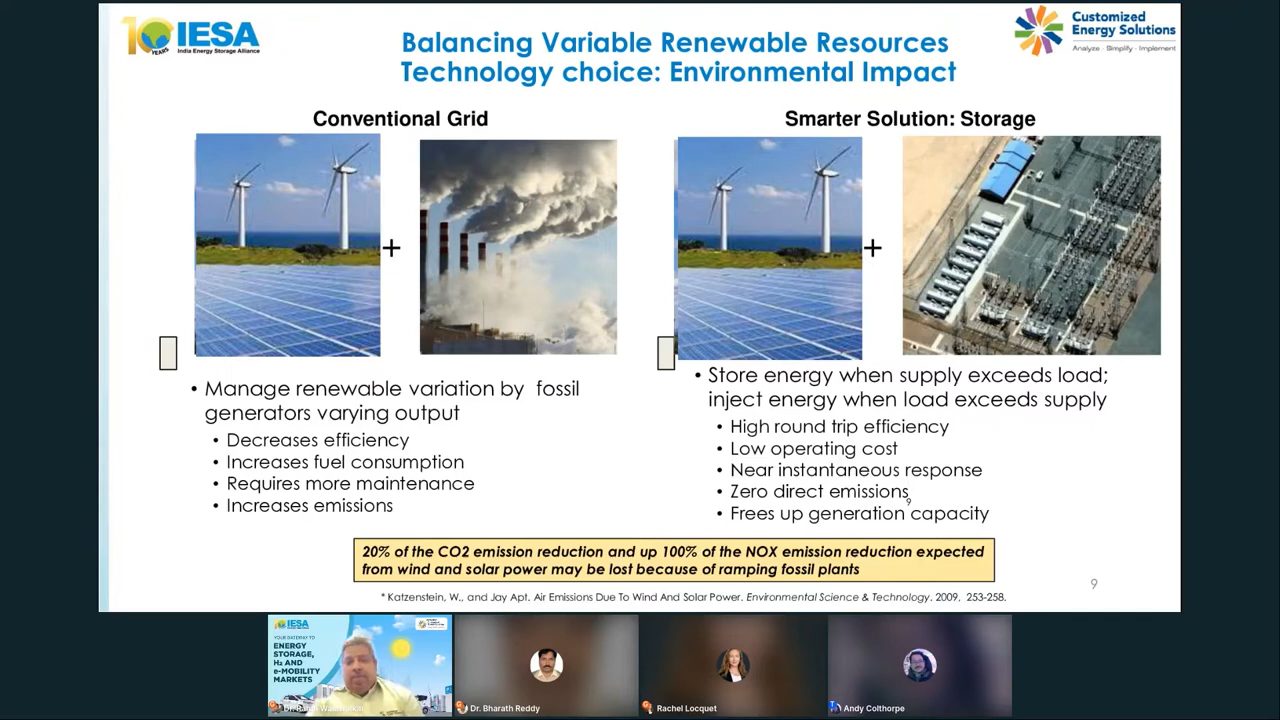 10 YEARS
IESA
India Energy Storage Alliance
Balancing Variable Renewable Resources
Technology choice: Environmental Impact
Customized
Energy Solutions
Analyze · Simplify · Implement
Conventional Grid
+
• Manage renewable variation by fossil
generators varying output
• Decreases efficiency
• Increases fuel consumption
• Requires more maintenance
• Increases emissions
Smarter Solution: Storage
+
• Store energy when supply exceeds load;
inject energy when load exceeds supply
• High round trip efficiency
• Low operating cost
• Near instantaneous response
• Zero direct emissions
9
• Frees up generation capacity
20% of the CO2 emission reduction and up 100% of the NOX emission reduction expected
from wind and solar power may be lost because of ramping fossil plants
* Katzenstein, W., and Jay Apt. Air Emissions Due To Wind And Solar Power. Environmental Science & Technology. 2009, 253-258.
9
IESA
YOUR GATEWAY TO
ENERGY
STORAGE,
H2 AND
e-MOBILITY
MARKETS
Dr. Bharath Reddy
Rachel Locquet
Andy Colthorpe